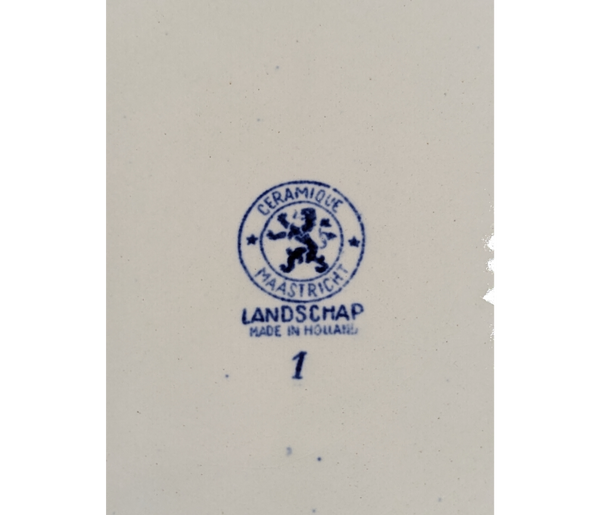 CERAMIQUE
MAASTRICHT
LANDSCHAP
MADE IN HOLLAND
1